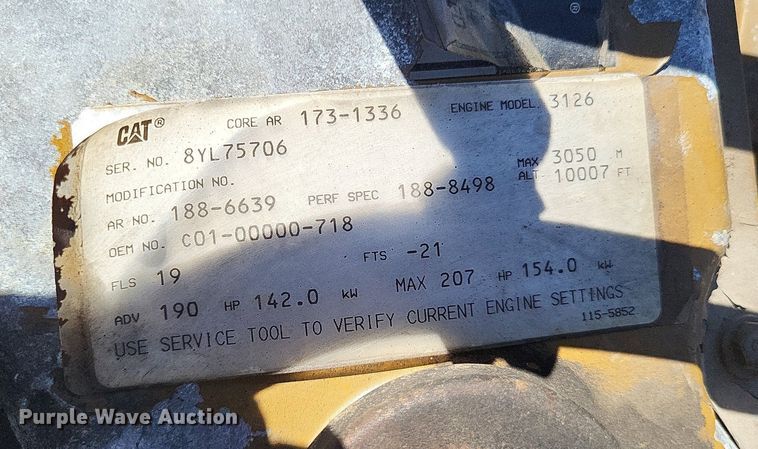 CAT® CORE AR 173-1336 ENGINE MODEL 3126
SER. NO. 8YL75706
MODIFICATION NO.
MAX 3050 M
ALT 10007 FT
AR NO. 188-6639 PERF SPEC 188-8498
OEM NO. C01-00000-718
FLS 19 FTS -21
ADV 190 HP 142.0 kW MAX 207 HP 154.0 kW
USE SERVICE TOOL TO VERIFY CURRENT ENGINE SETTINGS
115-5852
Purple Wave Auction